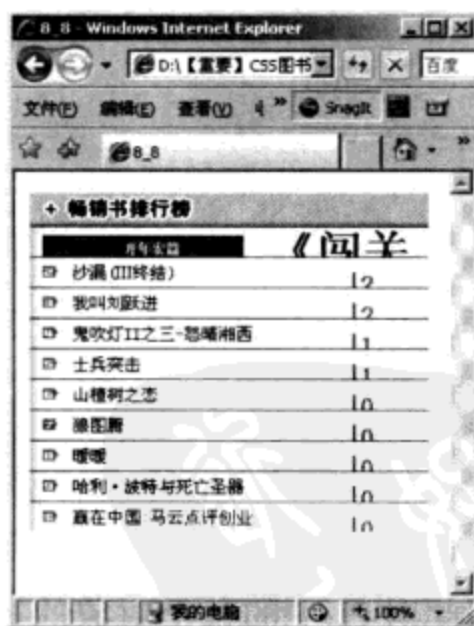 8_8 - Windows Internet Explorer
D:\【重要】CSS图书
百度
文件(F) 编辑(E) 查看(V) » SnagIt
8_8
+ 畅销书排行榜
《闯关
沙漏(III终结)
我叫刘跃进
鬼吹灯II之三-怒晴湘西
士兵突击
山楂树之恋
狼图腾
暖暖
哈利·波特与死亡圣器
赢在中国 马云点评创业
我的电脑 100%